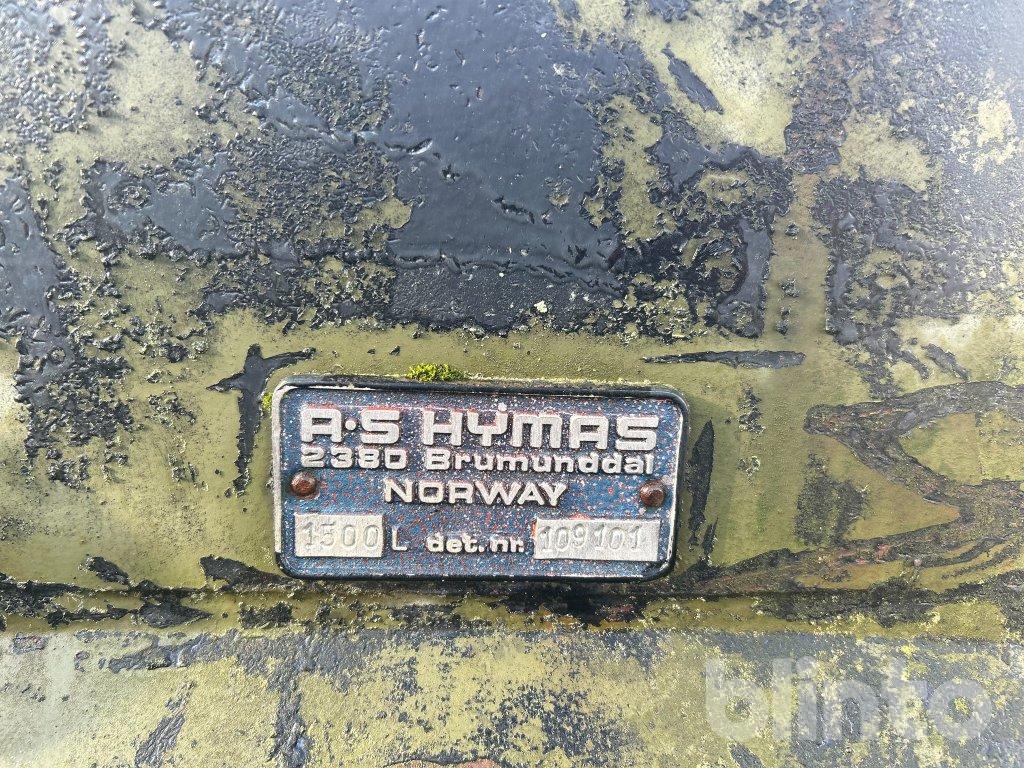 A·S HYMAS
2380 Brumunddal
NORWAY
1500 L det.nr. 109101
blinto